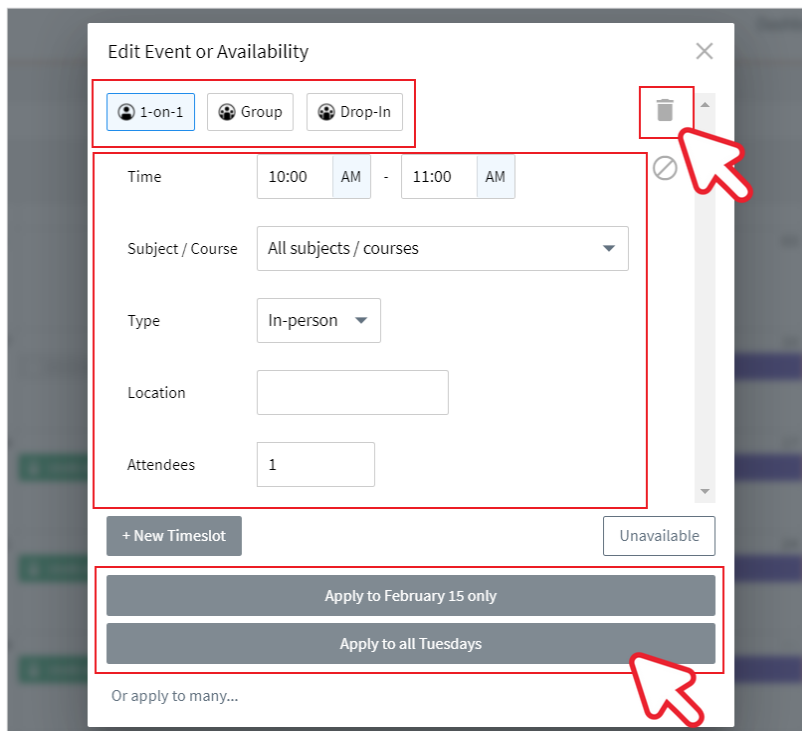 Edit Event or Availability
1-on-1 Group Drop-In
Time 10:00 AM - 11:00 AM
Subject / Course All subjects / courses
Type In-person
Location
Attendees 1
+ New Timeslot Unavailable
Apply to February 15 only
Apply to all Tuesdays
Or apply to many...